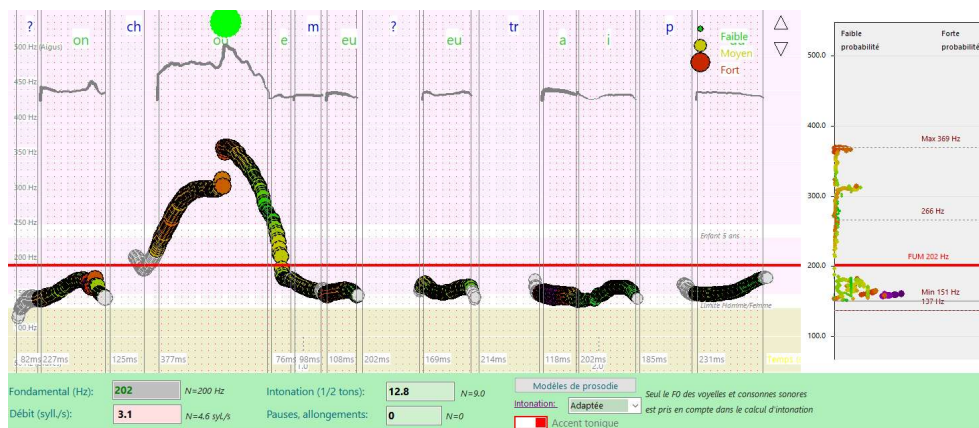 ? ch m ? tr p
on ou e eu eu a i
Faible
Moyen
Fort
500 Hz (Aigus)
450 Hz
400 Hz
350 Hz
300 Hz
250 Hz
200 Hz
150 Hz
Enfant 5 ans
Limite Homme/Femme
82ms 227ms 125ms 377ms 76ms 98ms 108ms 202ms 169ms 214ms 118ms 202ms 185ms 231ms
1.0 2.0
Faible probabilité
Forte probabilité
500.0
400.0
300.0
200.0
100.0
Max 369 Hz
266 Hz
FUM 202 Hz
Min 151 Hz
137 Hz
Fondamental (Hz): 202 N=200 Hz
Intonation (1/2 tons): 12.8 N=9.0
Modèles de prosodie
Seul le F0 des voyelles et consonnes sonores
Débit (syll./s): 3.1 N=4.6 syl./s
Pauses, allongements: 0 N=0
Intonation: Adaptée
est pris en compte dans le calcul d'intonation
Accent tonique